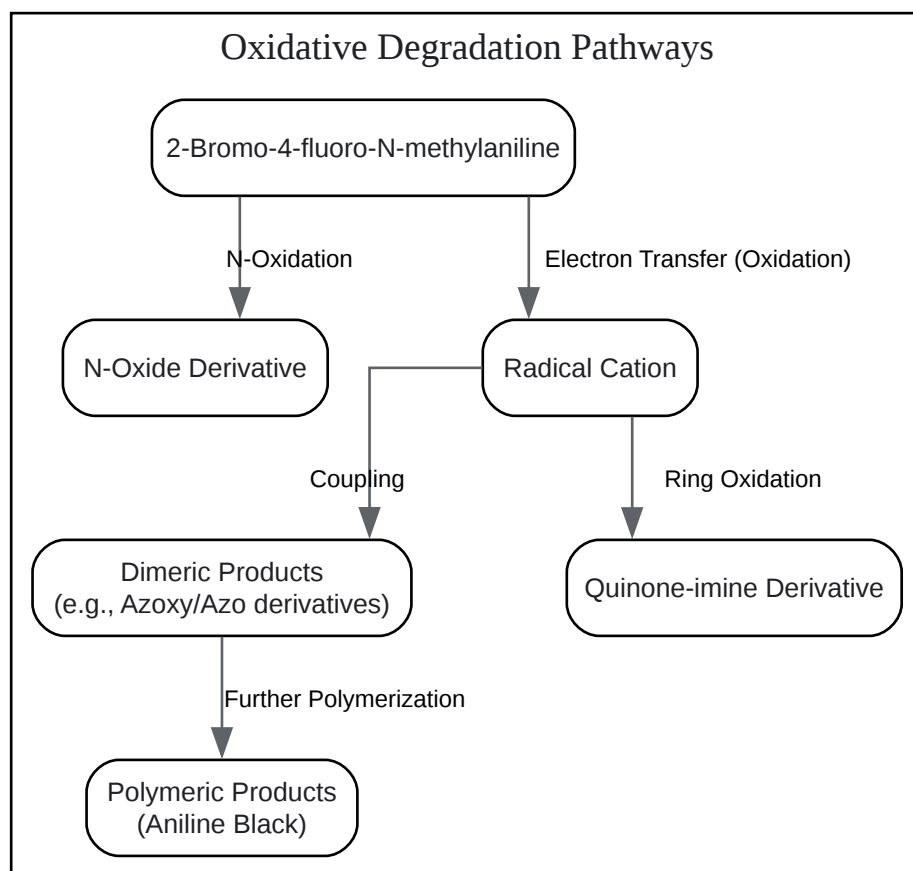 Oxidative Degradation Pathways
2-Bromo-4-fluoro-N-methylaniline
N-Oxidation
Electron Transfer (Oxidation)
N-Oxide Derivative
Radical Cation
Coupling
Ring Oxidation
Dimeric Products
(e.g., Azoxy/Azo derivatives)
Quinone-imine Derivative
Further Polymerization
Polymeric Products
(Aniline Black)